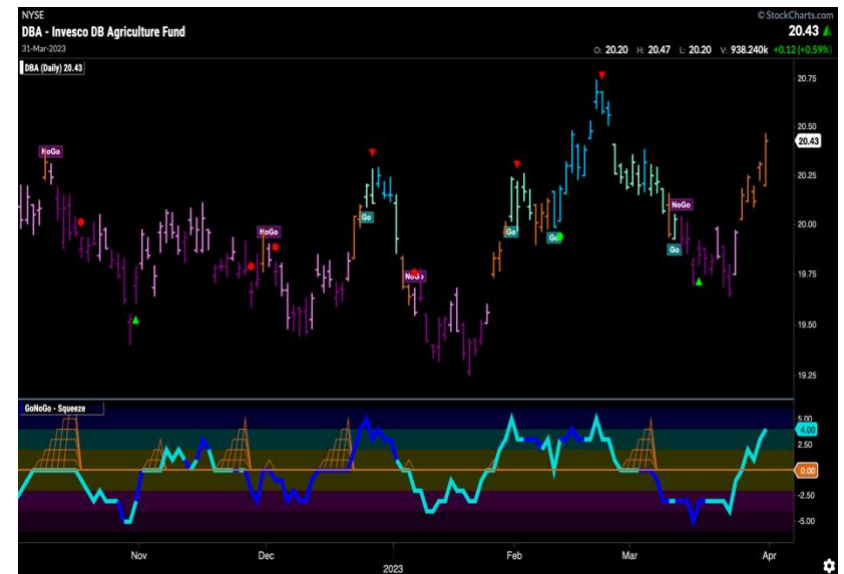 NYSE
© StockCharts.com
DBA - Invesco DB Agriculture Fund
20.43
31-Mar-2023
O: 20.20 H: 20.47 L: 20.20 V: 938.240k +0.12 (+0.59%)
DBA (Daily) 20.43
20.75
20.50
20.43
NoGo
20.25
Go
NoGo
20.00
NoGo
Go
Go
Go
NoGo
19.75
19.50
19.25
GoNoGo - Squeeze
5.00
4.00
2.50
0.00
-2.50
-5.00
Nov Dec Feb Mar Apr
2023